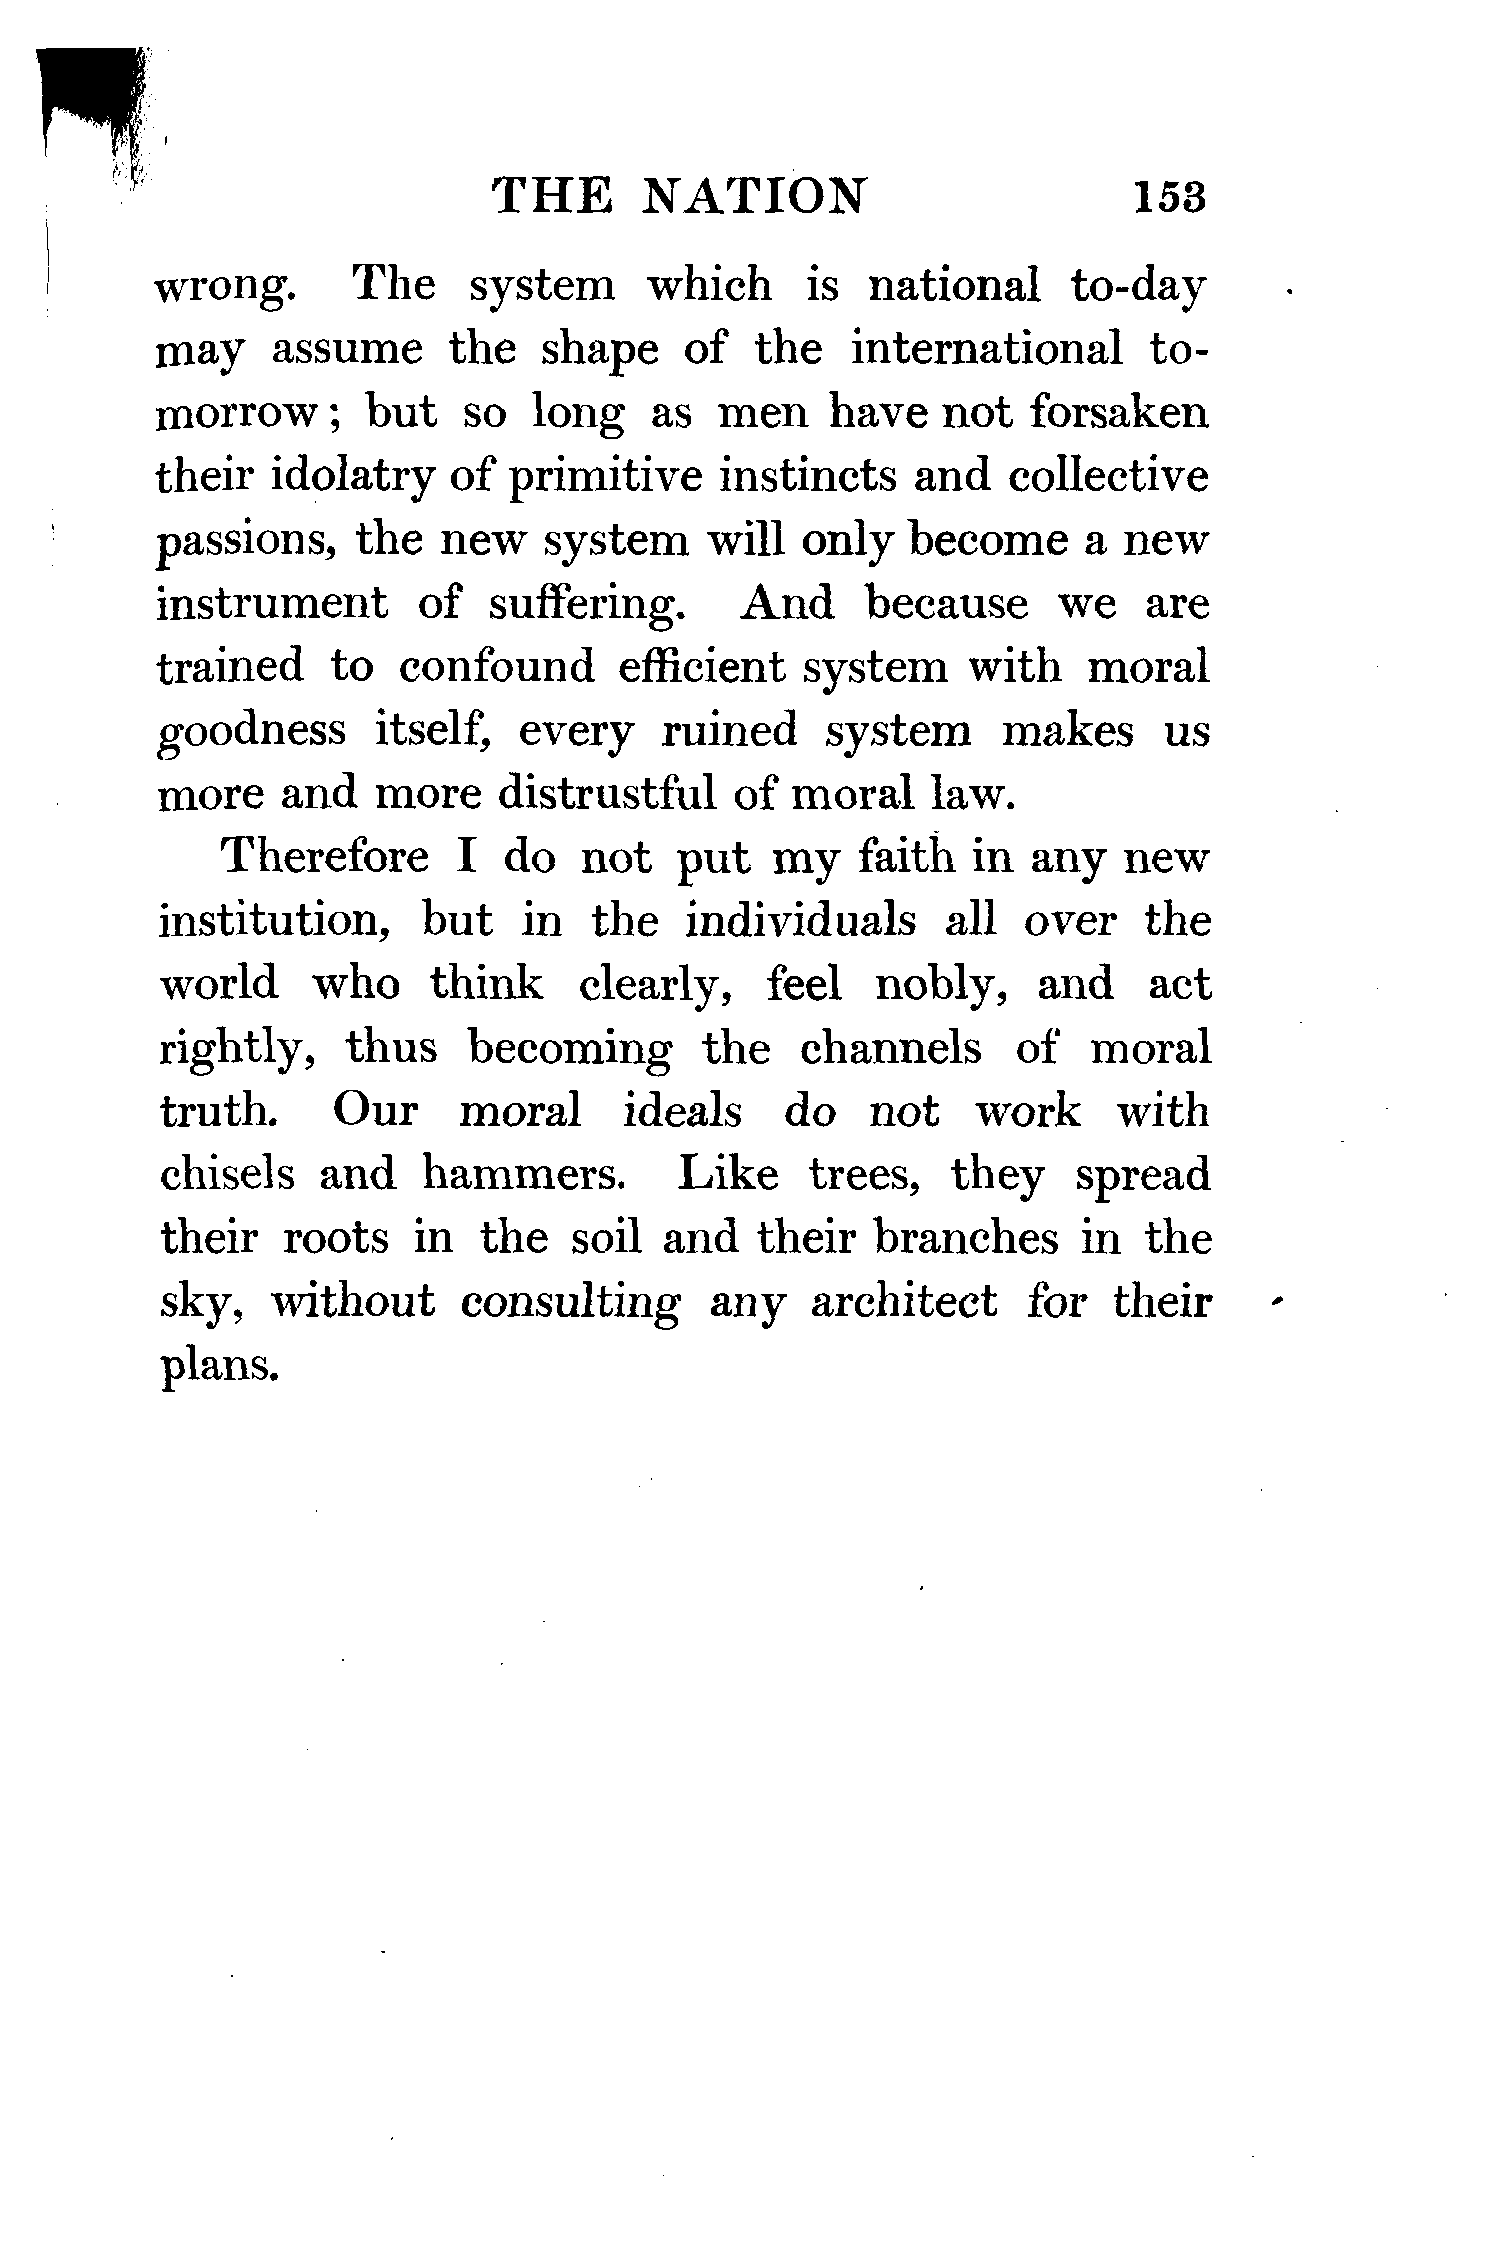 THE NATION 153
wrong. The system which is national to-day
may assume the shape of the international to-
morrow; but so long as men have not forsaken
their idolatry of primitive instincts and collective
passions, the new system will only become a new
instrument of suffering. And because we are
trained to confound efficient system with moral
goodness itself, every ruined system makes us
more and more distrustful of moral law.
Therefore I do not put my faith in any new
institution, but in the individuals all over the
world who think clearly, feel nobly, and act
rightly, thus becoming the channels of moral
truth. Our moral ideals do not work with
chisels and hammers. Like trees, they spread
their roots in the soil and their branches in the
sky, without consulting any architect for their
plans.